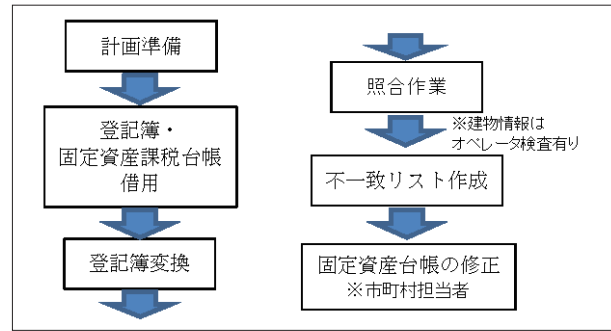 計画準備
登記簿・
固定資産課税台帳
借用
登記簿変換
照合作業
※建物情報は
オペレータ検査有り
不一致リスト作成
固定資産台帳の修正
※市町村担当者